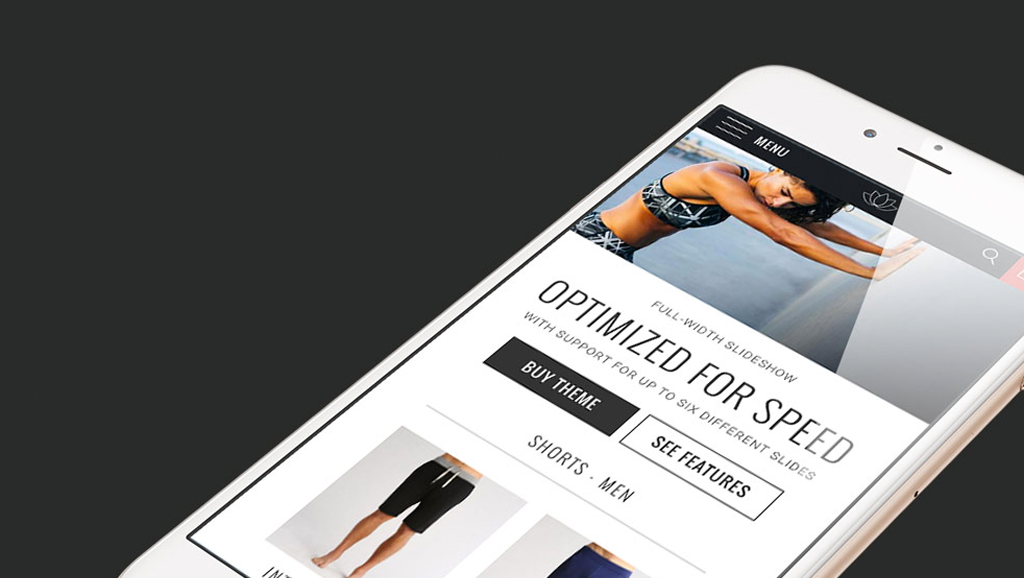 MENU
FULL-WIDTH SLIDESHOW
OPTIMIZED FOR SPEED
WITH SUPPORT FOR UP TO SIX DIFFERENT SLIDES
BUY THEME
SEE FEATURES
SHORTS . MEN